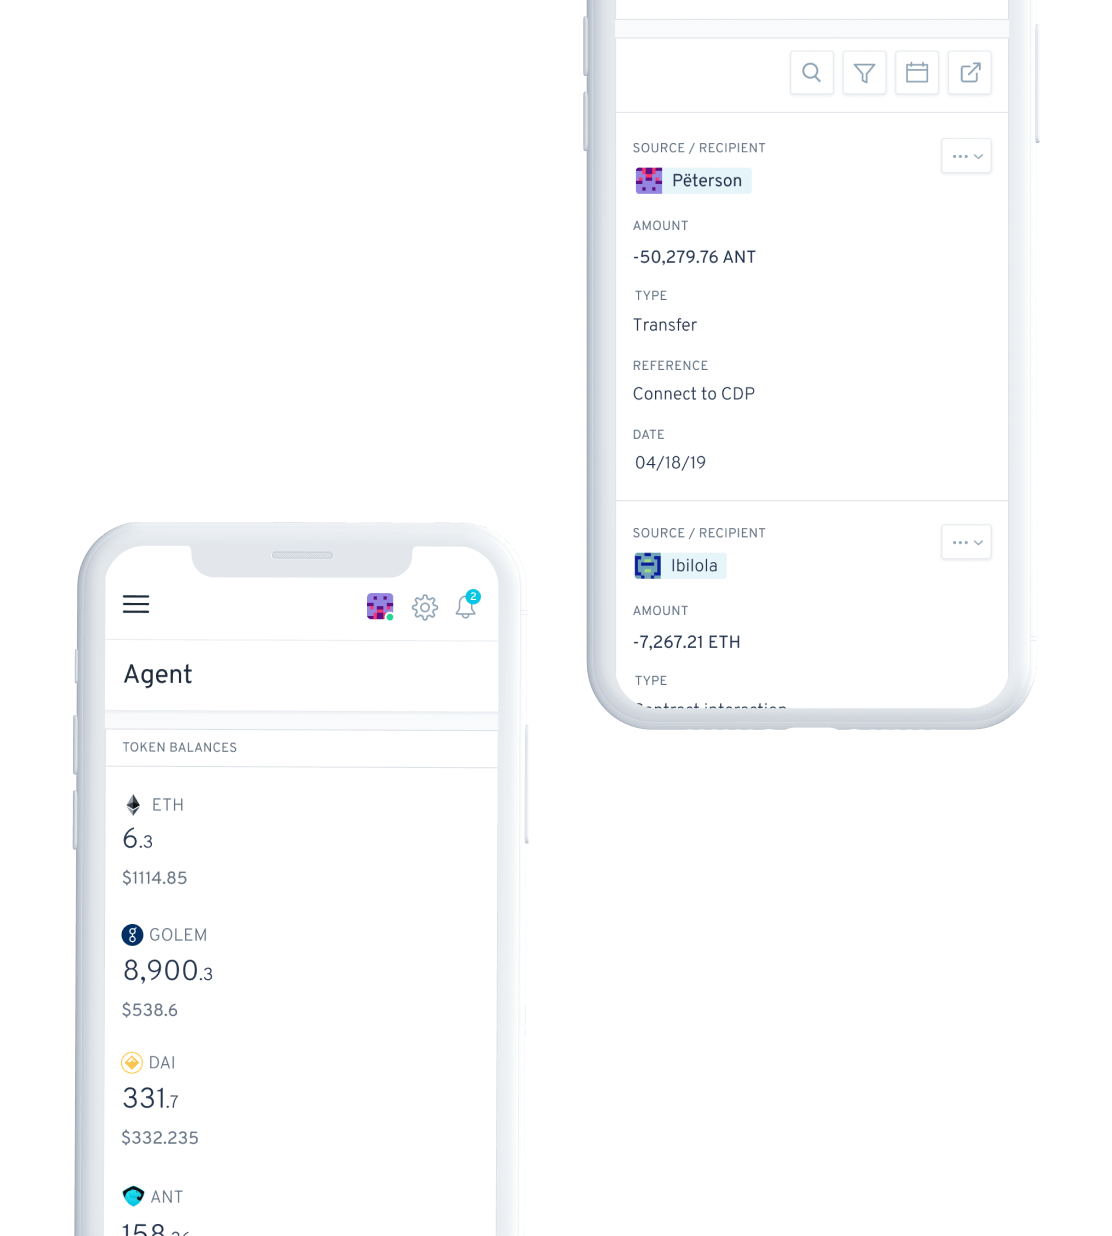 SOURCE / RECIPIENT
Pëterson
AMOUNT
-50,279.76 ANT
TYPE
Transfer
REFERENCE
Connect to CDP
DATE
04/18/19
SOURCE / RECIPIENT
Ibilola
AMOUNT
-7,267.21 ETH
TYPE
Contract interaction
2
Agent
TOKEN BALANCES
ETH
6.3
$1114.85
GOLEM
8,900.3
$538.6
DAI
331.7
$332.235
ANT